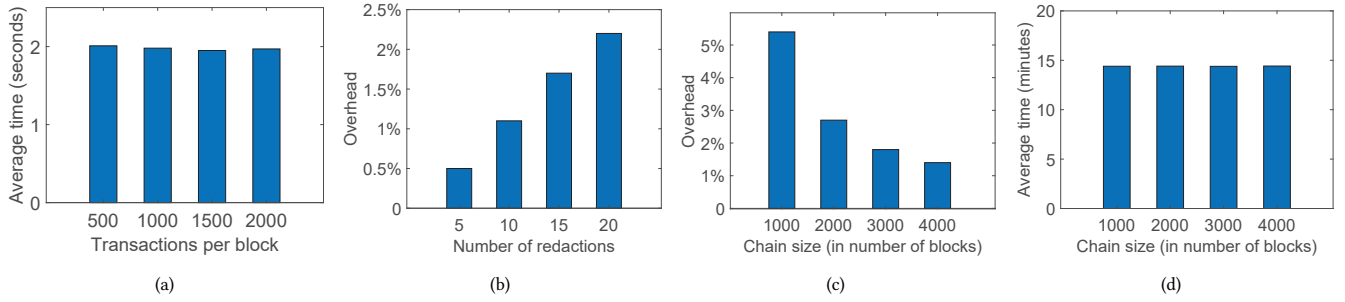 Average time (seconds)
2
1
0
500 1000 1500 2000
Transactions per block
(a)
Overhead
2.5%
2%
1.5%
1%
0.5%
0
5 10 15 20
Number of redactions
(b)
Overhead
5%
4%
3%
2%
1%
0
1000 2000 3000 4000
Chain size (in number of blocks)
(c)
Average time (minutes)
20
15
10
5
0
1000 2000 3000 4000
Chain size (in number of blocks)
(d)